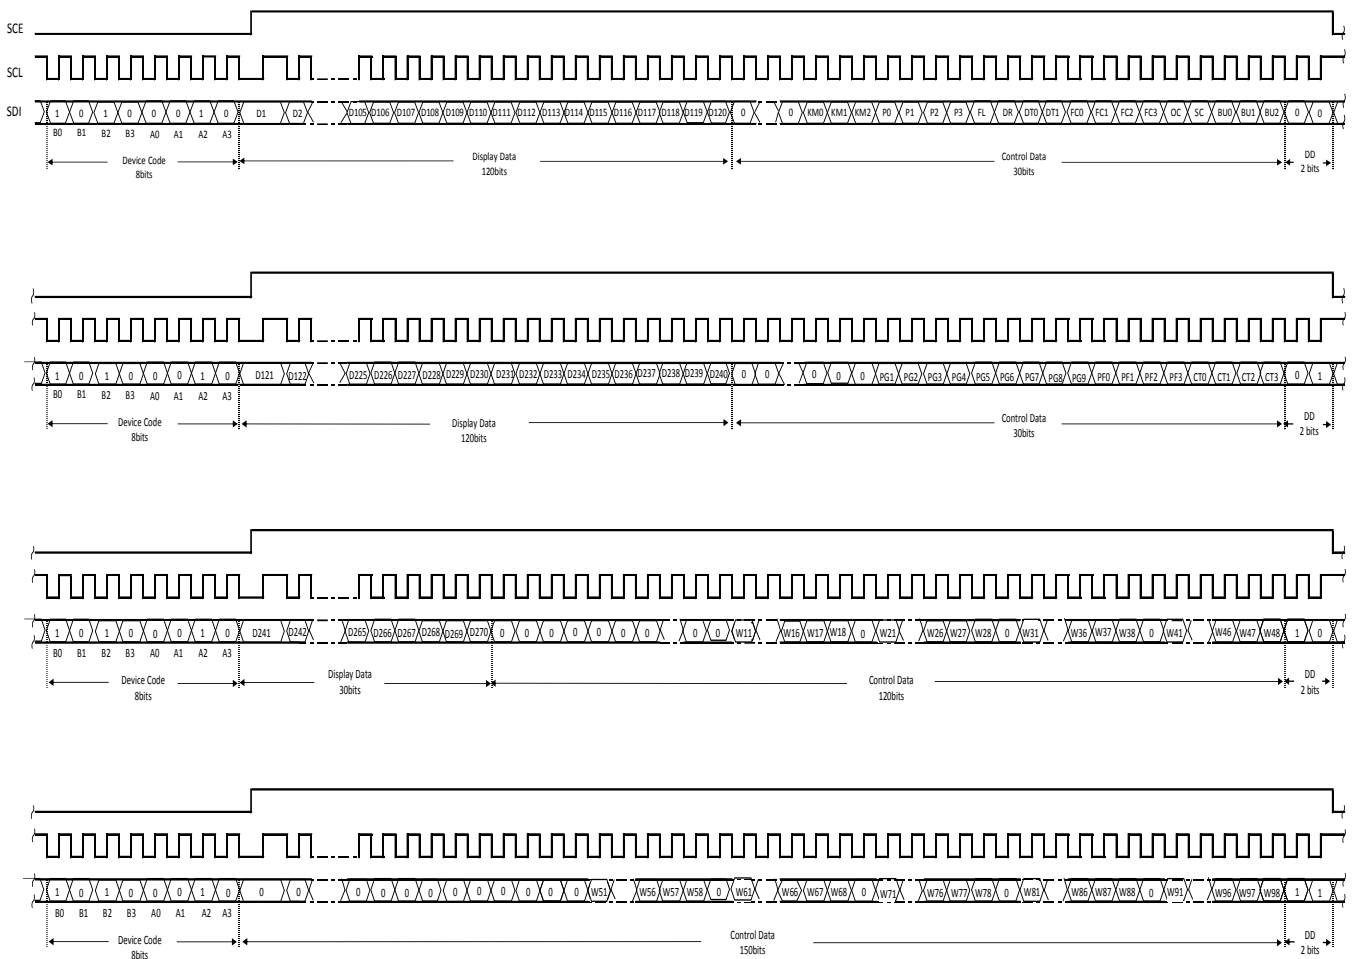 SCE
SCL
SDI 1 0 1 0 0 0 1 0 D1 D2 D105 D106 D107 D108 D109 D110 D111 D112 D113 D114 D115 D116 D117 D118 D119 D120 0 0 KM0 KM1 KM2 P0 P1 P2 P3 FL DR DT0 DT1 FC0 FC1 FC2 FC3 OC SC BU0 BU1 BU2 0 0
B0 B1 B2 B3 A0 A1 A2 A3
Device Code Display Data Control Data DD
8bits 120bits 30bits 2 bits
1 0 1 0 0 0 1 0 D121 D122 D225 D226 D227 D228 D229 D230 D231 D232 D233 D234 D235 D236 D237 D238 D239 D240 0 0 0 0 0 PG1 PG2 PG3 PG4 PG5 PG6 PG7 PG8 PG9 PF0 PF1 PF2 PF3 CT0 CT1 CT2 CT3 0 1
B0 B1 B2 B3 A0 A1 A2 A3
Device Code Display Data Control Data DD
8bits 120bits 30bits 2 bits
1 0 1 0 0 0 1 0 D241 D242 D265 D266 D267 D268 D269 D270 0 0 0 0 0 0 0 0 0 W11 W16 W17 W18 0 W21 W26 W27 W28 0 W31 W36 W37 W38 0 W41 W46 W47 W48 1 0
B0 B1 B2 B3 A0 A1 A2 A3
Device Code Display Data Control Data DD
8bits 30bits 120bits 2 bits
1 0 1 0 0 0 1 0 0 0 0 0 0 0 0 0 0 0 0 0 W51 W56 W57 W58 0 W61 W66 W67 W68 0 W71 W76 W77 W78 0 W81 W86 W87 W88 0 W91 W96 W97 W98 1 1
B0 B1 B2 B3 A0 A1 A2 A3
Device Code Control Data DD
8bits 150bits 2 bits